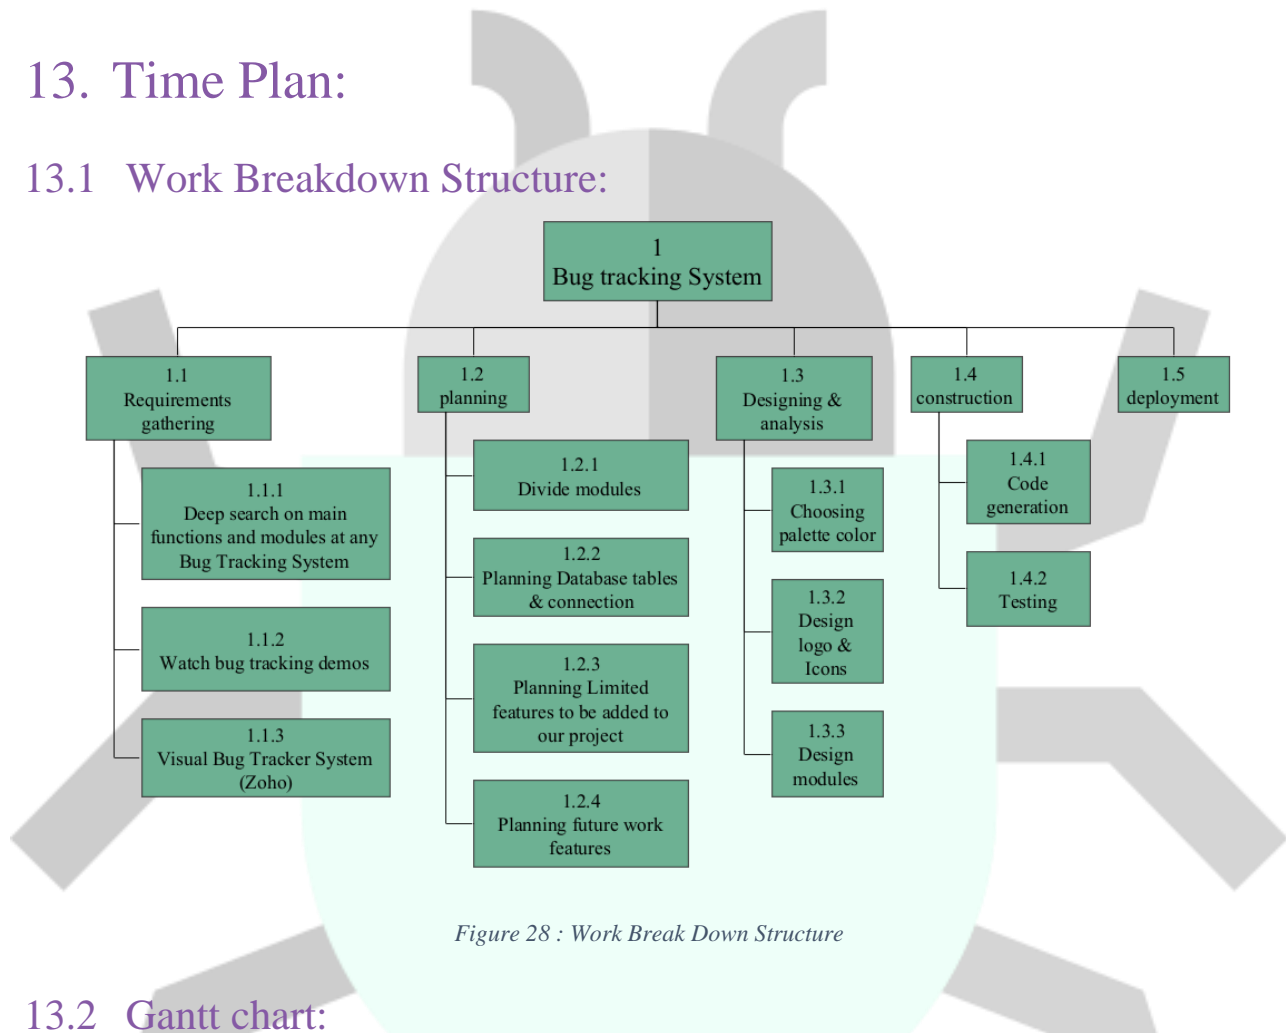 13. Time Plan:
13.1 Work Breakdown Structure:
1
Bug tracking System
1.1
Requirements
gathering
1.1.1
Deep search on main
functions and modules at any
Bug Tracking System
1.1.2
Watch bug tracking demos
1.1.3
Visual Bug Tracker System
(Zoho)
1.2
planning
1.2.1
Divide modules
1.2.2
Planning Database tables
& connection
1.2.3
Planning Limited
features to be added to
our project
1.2.4
Planning future work
features
1.3
Designing &
analysis
1.3.1
Choosing
palette color
1.3.2
Design
logo &
Icons
1.3.3
Design
modules
1.4
construction
1.4.1
Code
generation
1.4.2
Testing
1.5
deployment
Figure 28 : Work Break Down Structure
13.2 Gantt chart: